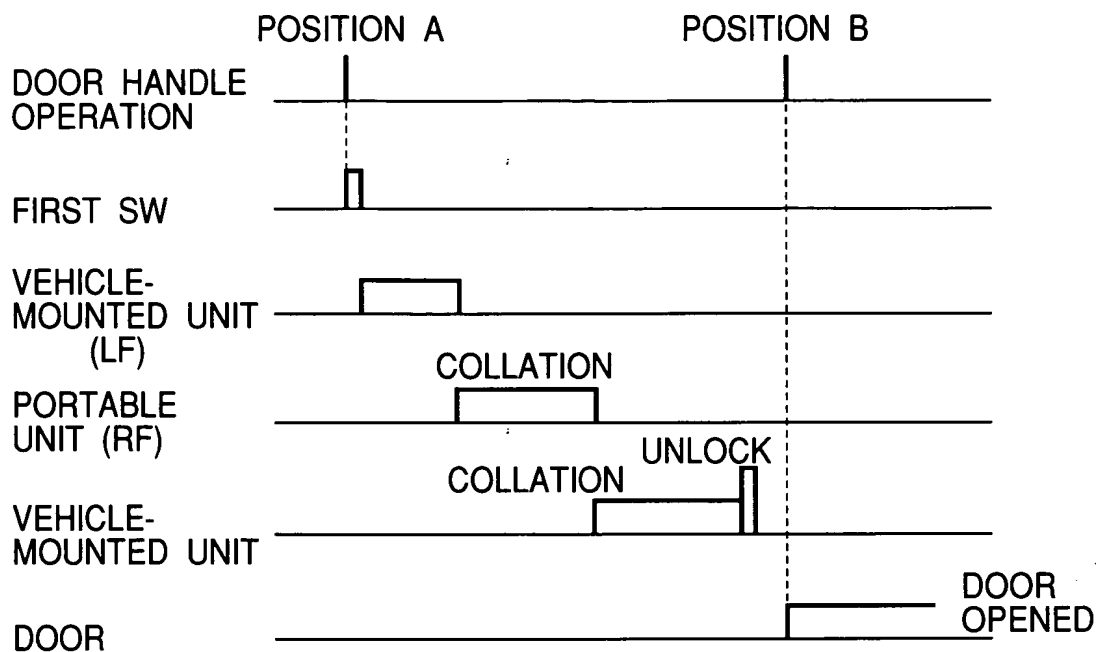 POSITION A
POSITION B
DOOR HANDLE
OPERATION
FIRST SW
VEHICLE-
MOUNTED UNIT
(LF)
COLLATION
PORTABLE
UNIT (RF)
UNLOCK
COLLATION
VEHICLE-
MOUNTED UNIT
DOOR
OPENED
DOOR